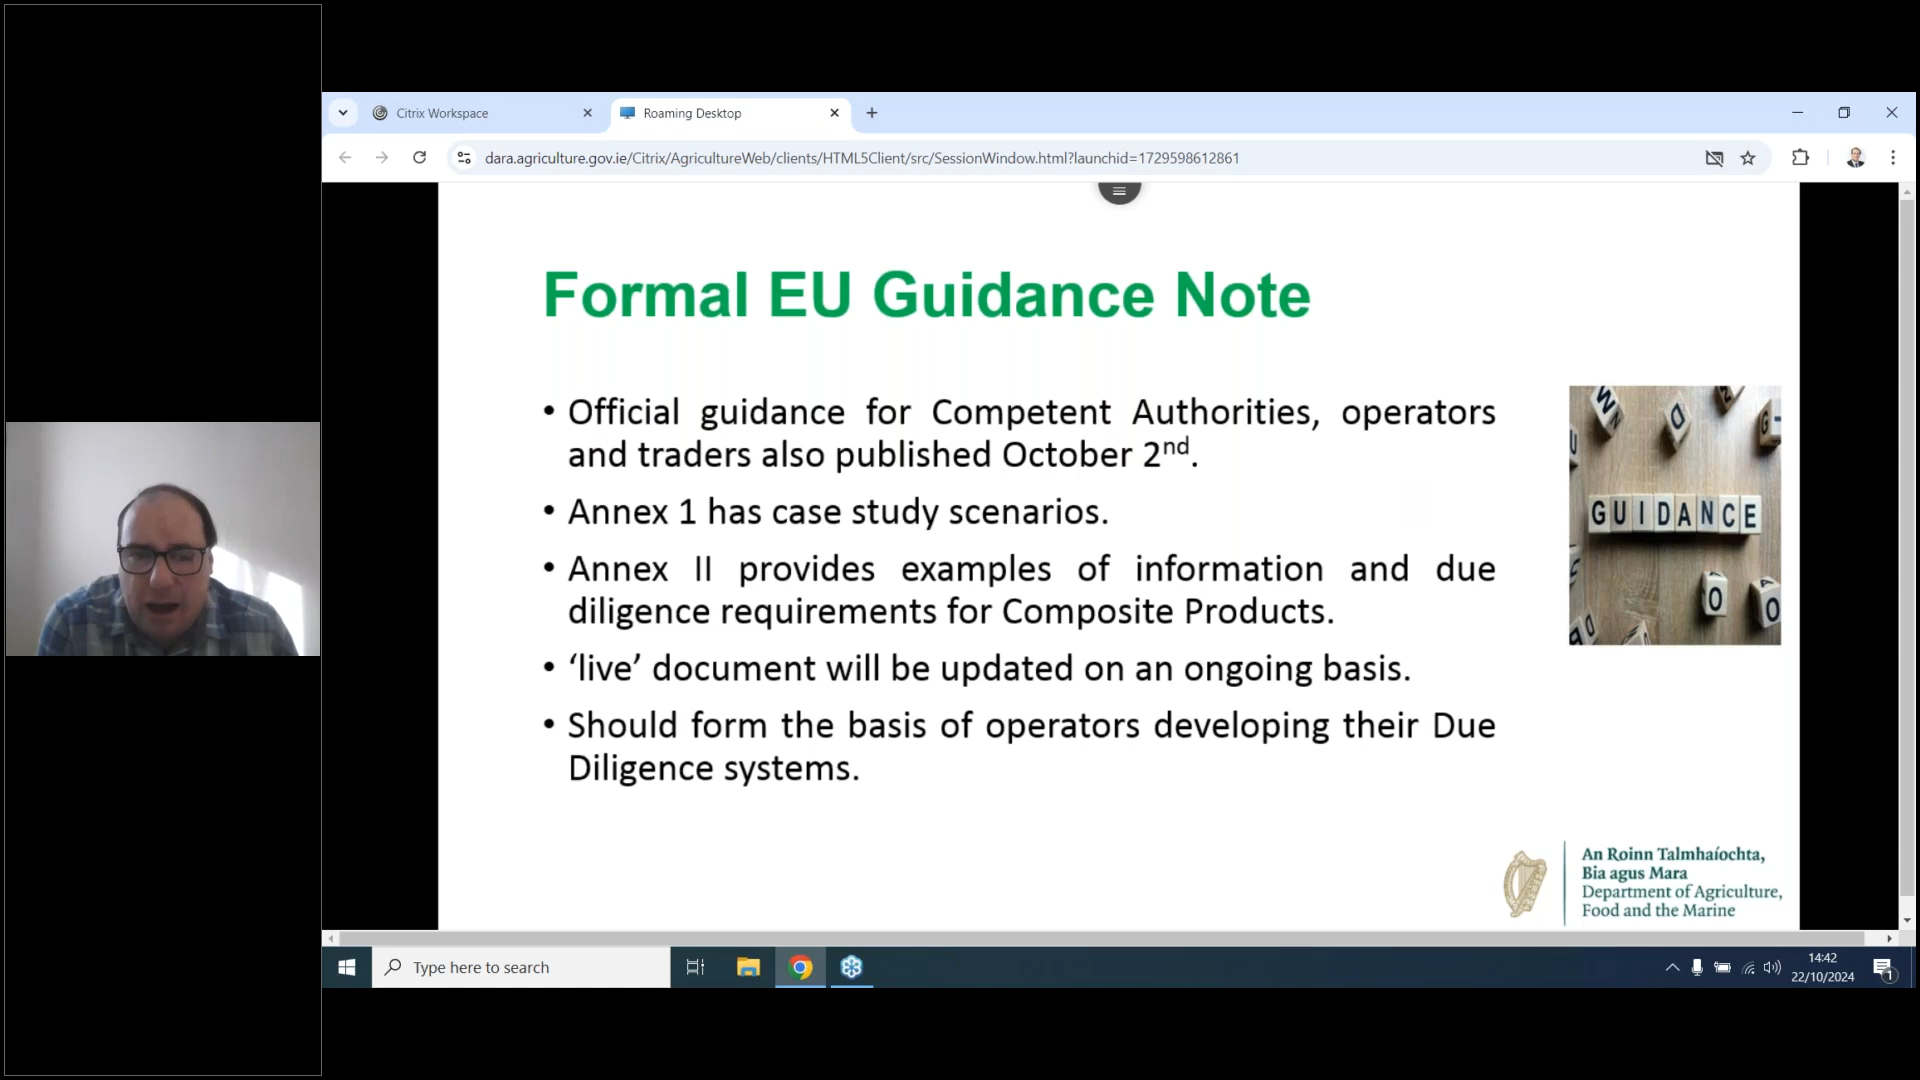 Citrix Workspace
Roaming Desktop
dara.agriculture.gov.ie/Citrix/AgricultureWeb/clients/HTML5Client/src/SessionWindow.html?launchid=1729598612861
Formal EU Guidance Note
• Official guidance for Competent Authorities, operators
and traders also published October 2nd.
• Annex 1 has case study scenarios.
• Annex II provides examples of information and due
diligence requirements for Composite Products.
• ‘live’ document will be updated on an ongoing basis.
• Should form the basis of operators developing their Due
Diligence systems.
GUIDANCE
An Roinn Talmhaíochta,
Bia agus Mara
Department of Agriculture,
Food and the Marine
Type here to search
14:42
22/10/2024
1